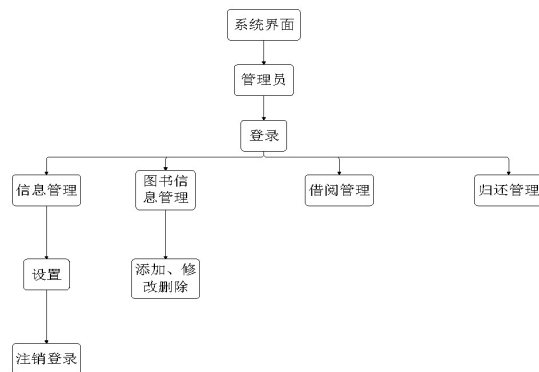 系统界面
管理员
登录
信息管理
图书信
息管理
借阅管理
归还管理
设置
添加、修
改删除
注销登录